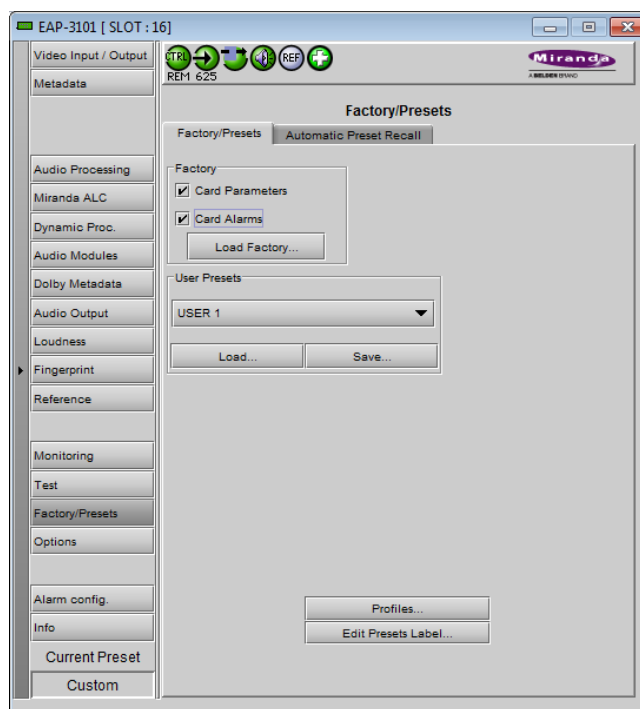 EAP-3101 [ SLOT : 16]
Video Input / Output
Metadata
Audio Processing
Miranda ALC
Dynamic Proc.
Audio Modules
Dolby Metadata
Audio Output
Loudness
Fingerprint
Reference
Monitoring
Test
Factory/Presets
Options
Alarm config.
Info
Current Preset
Custom
CTRL
REF
REM 625
Miranda
A BELDEN BRAND
Factory/Presets
Factory/Presets
Automatic Preset Recall
Factory
Card Parameters
Card Alarms
Load Factory...
User Presets
USER 1
Load...
Save...
Profiles...
Edit Presets Label...